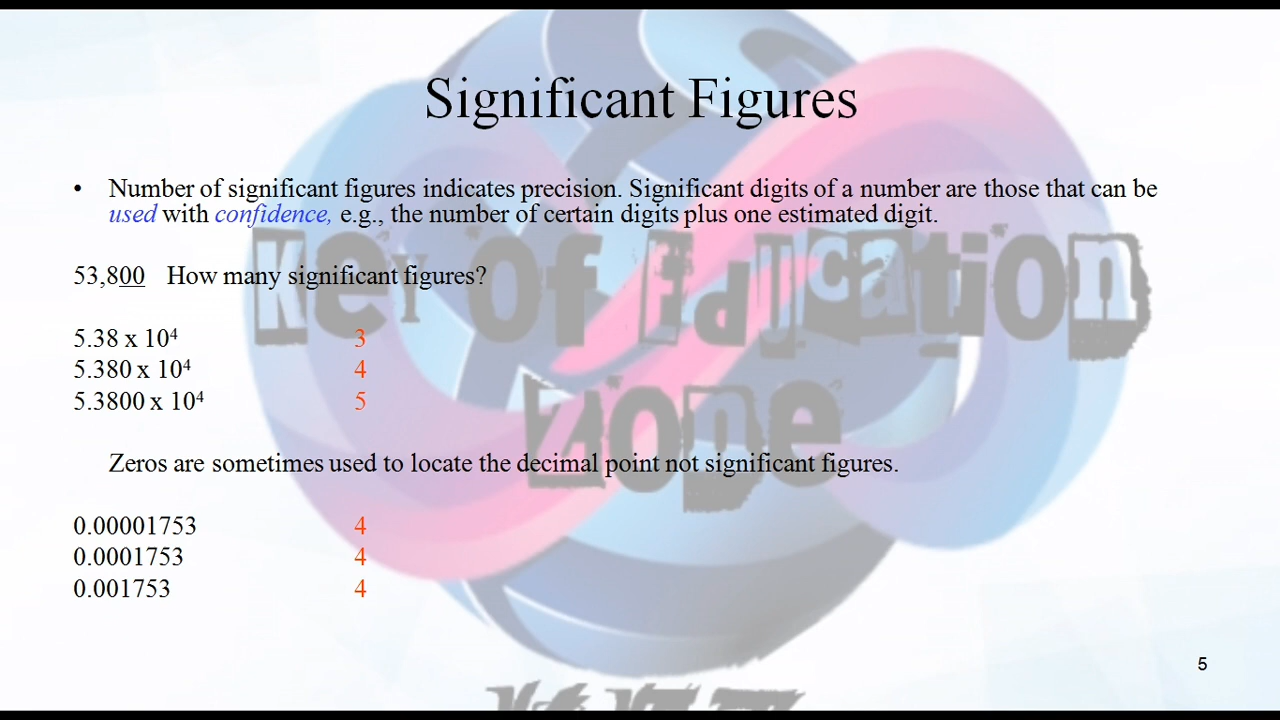 Significant Figures
• Number of significant figures indicates precision. Significant digits of a number are those that can be
used with confidence, e.g., the number of certain digits plus one estimated digit.
53,800 How many significant figures?
5.38 x 10⁴ 3
5.380 x 10⁴ 4
5.3800 x 10⁴ 5
Zeros are sometimes used to locate the decimal point not significant figures.
0.00001753 4
0.0001753 4
0.001753 4
5
Key of Education
Zone